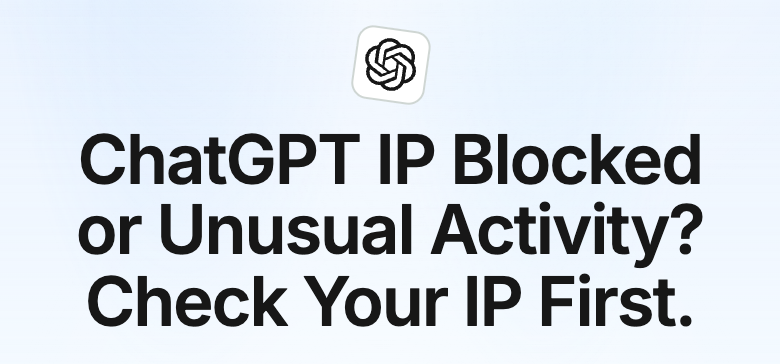 ChatGPT IP Blocked
or Unusual Activity?
Check Your IP First.